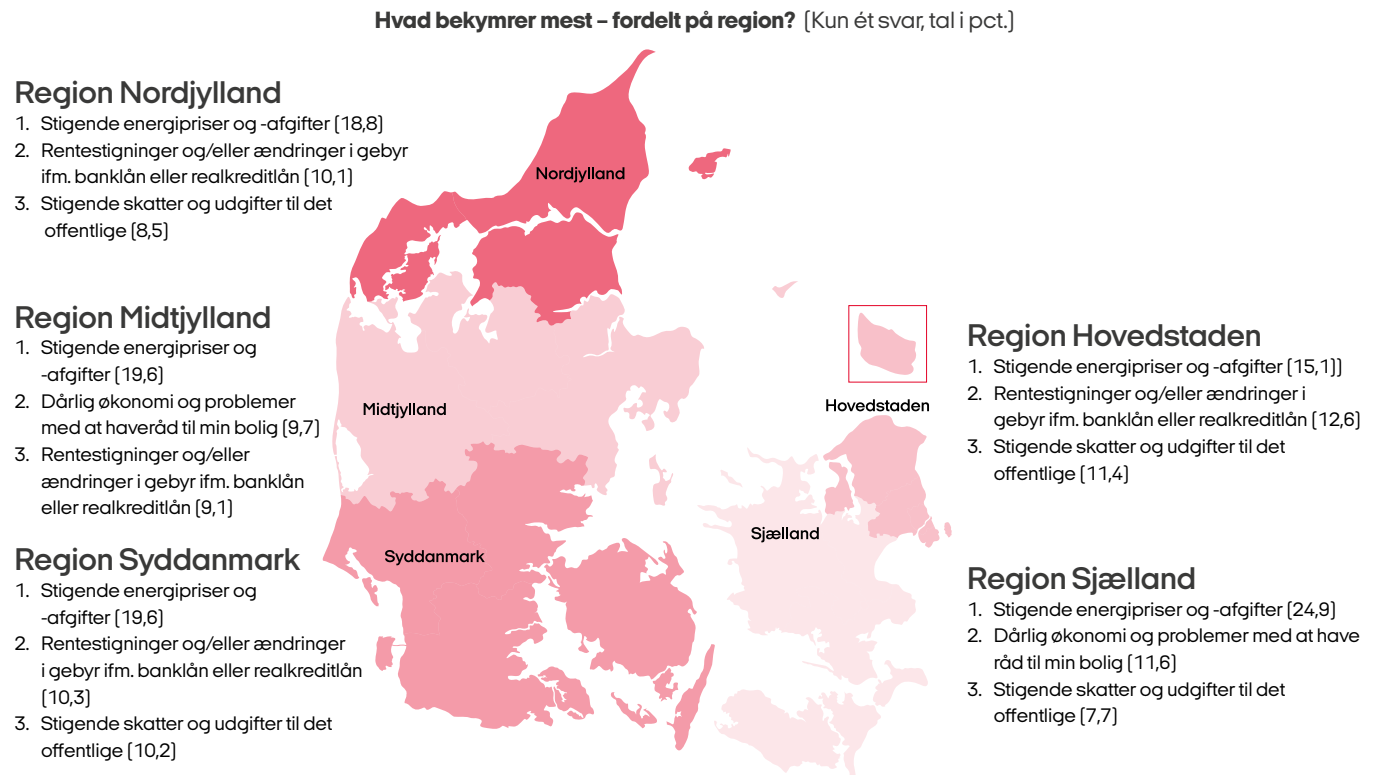 Hvad bekymrer mest – fordelt på region? (Kun ét svar, tal i pct.)
Region Nordjylland
1. Stigende energipriser og -afgifter (18,8)
2. Rentestigninger og/eller ændringer i gebyr
ifm. banklån eller realkreditlån (10,1)
3. Stigende skatter og udgifter til det
offentlige (8,5)
Region Midtjylland
1. Stigende energipriser og
-afgifter (19,6)
2. Dårlig økonomi og problemer
med at haveråd til min bolig (9,7)
3. Rentestigninger og/eller
ændringer i gebyr ifm. banklån
eller realkreditlån (9,1)
Region Syddanmark
1. Stigende energipriser og
-afgifter (19,6)
2. Rentestigninger og/eller ændringer
i gebyr ifm. banklån eller realkreditlån
(10,3)
3. Stigende skatter og udgifter til det
offentlige (10,2)
Nordjylland
Midtjylland
Syddanmark
Hovedstaden
Sjælland
Region Hovedstaden
1. Stigende energipriser og -afgifter (15,1))
2. Rentestigninger og/eller ændringer i
gebyr ifm. banklån eller realkreditlån (12,6)
3. Stigende skatter og udgifter til det
offentlige (11,4)
Region Sjælland
1. Stigende energipriser og -afgifter (24,9)
2. Dårlig økonomi og problemer med at have
råd til min bolig (11,6)
3. Stigende skatter og udgifter til det
offentlige (7,7)